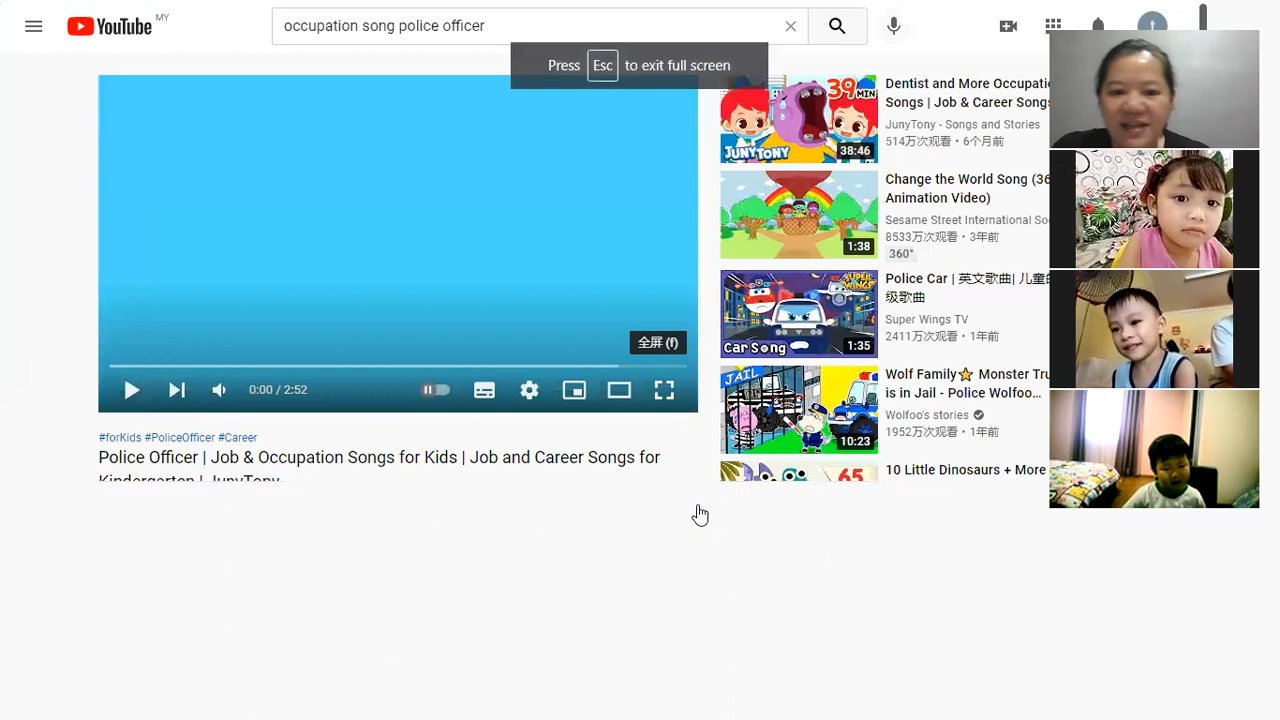 YouTube MY
occupation song police officer
Press Esc to exit full screen
全屏 (f)
0:00 / 2:52
#forKids #PoliceOfficer #Career
Police Officer | Job & Occupation Songs for Kids | Job and Career Songs for
Kindergarten | JunyTony
39 MIN
JUNYTONY
38:46
Dentist and More Occupatio
Songs | Job & Career Songs
JunyTony - Songs and Stories
514万次观看 • 6个月前
1:38
Change the World Song (36
Animation Video)
Sesame Street International So
8533万次观看 • 3年前
360°
SUPER WINGS
Car Song
1:35
Police Car | 英文歌曲| 儿童
级歌曲
Super Wings TV
2411万次观看 • 1年前
JAIL
10:23
Wolf Family⭐ Monster Tru
is in Jail - Police Wolfoo...
Wolfoo's stories
1952万次观看 • 1年前
65
10 Little Dinosaurs + More